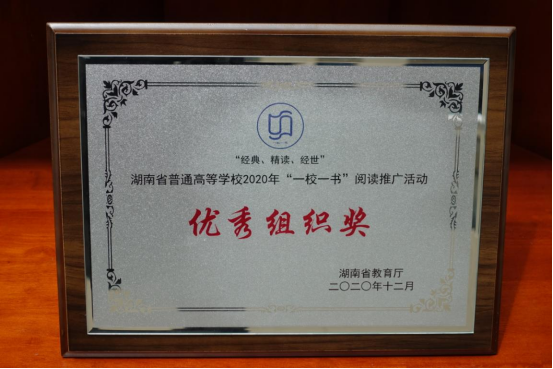 “经典、精读，经世”
湖南省普通高等学校2020年“一校一书”阅读推广活动
优秀组织奖
湖南省教育厅
二〇二〇年十二月